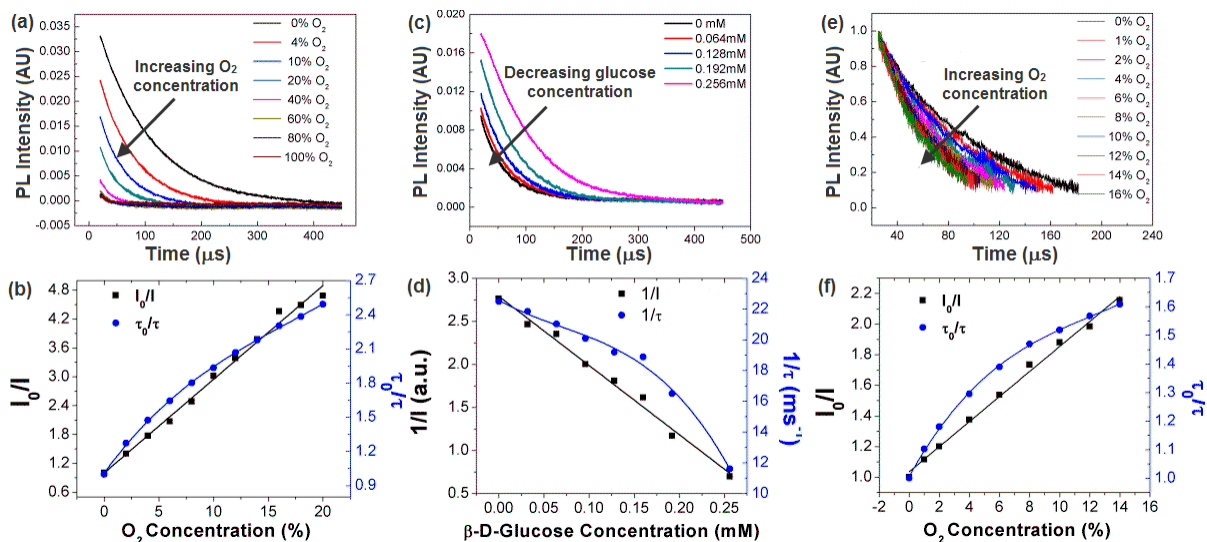 (a)
PL Intensity (AU)
0.035
0.030
0.025
0.020
0.015
0.010
0.005
0.000
-0.005
Increasing O2
concentration
0% O2
4% O2
10% O2
20% O2
40% O2
60% O2
80% O2
100% O2
0 100 200 300 400
Time (μs)
(c)
PL Intensity (AU)
0.020
0.016
0.012
0.008
0.004
0.000
Decreasing glucose
concentration
0 mM
0.064mM
0.128mM
0.192mM
0.256mM
0 100 200 300 400 500
Time (μs)
(e)
PL Intensity (AU)
1.0
0.8
0.6
0.4
0.2
0.0
Increasing O2
concentration
0% O2
1% O2
2% O2
4% O2
6% O2
8% O2
10% O2
12% O2
14% O2
16% O2
40 80 120 160 200 240
Time (μs)
(b)
I0/I
4.8
4.2
3.6
3.0
2.4
1.8
1.2
0.6
I0/I
τ0/τ
2.7
2.4
2.1
1.8
1.5
1.2
0.9
τ0/τ
0 5 10 15 20
O2 Concentration (%)
(d)
1/I (a.u.)
3.0
2.5
2.0
1.5
1.0
0.5
1/I
1/τ
24
22
20
18
16
14
12
10
1/τ (ms-1)
0.00 0.05 0.10 0.15 0.20 0.25
β-D-Glucose Concentration (mM)
(f)
I0/I
2.2
2.0
1.8
1.6
1.4
1.2
1.0
I0/I
τ0/τ
1.7
1.6
1.5
1.4
1.3
1.2
1.1
1.0
τ0/τ
-2 0 2 4 6 8 10 12 14 16
O2 Concentration (%)